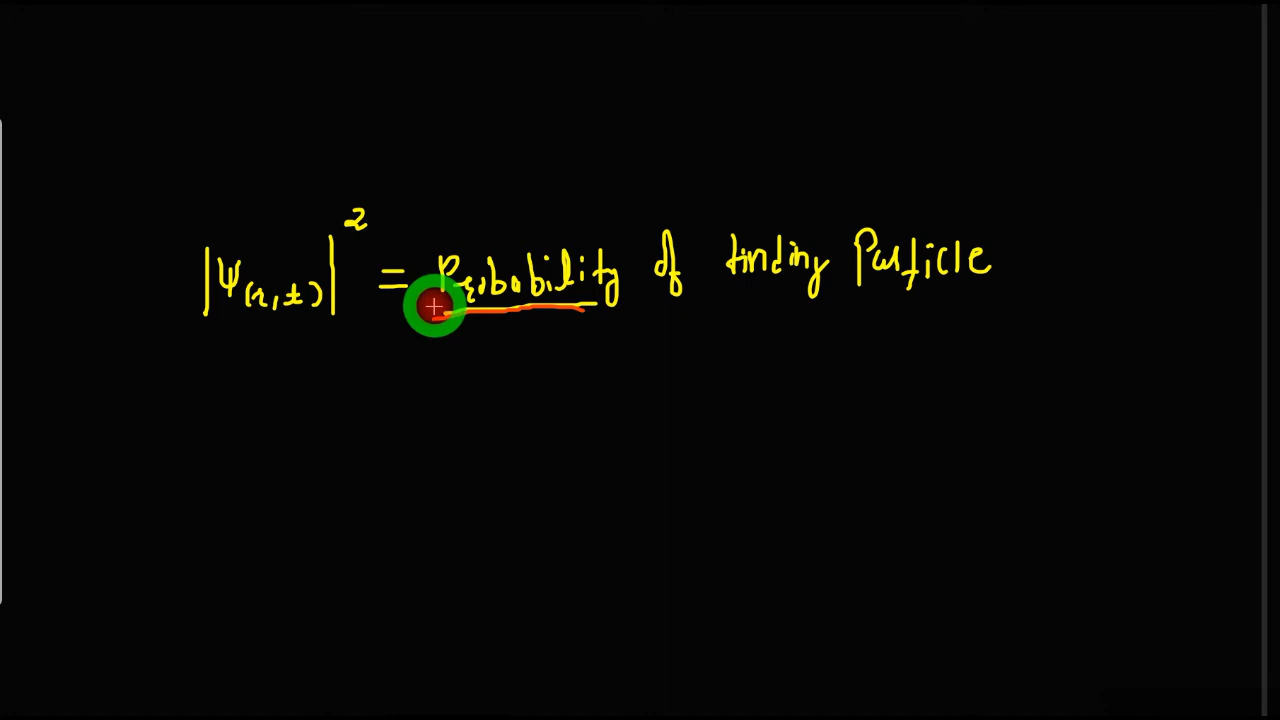 |Ψ(r,t)|² = Probability of finding Particle